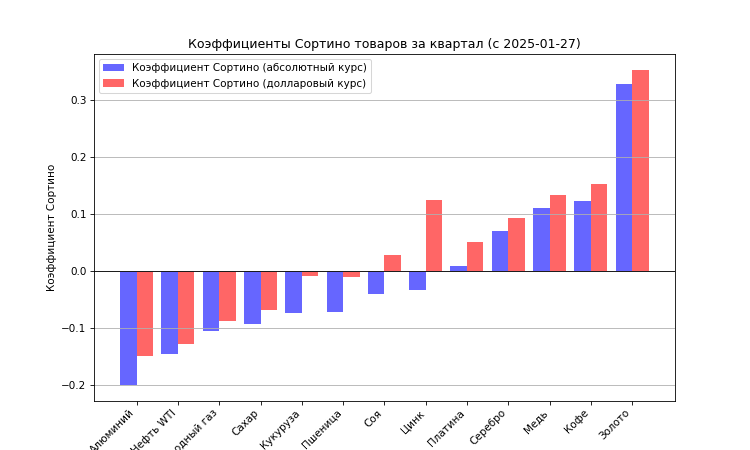 Коэффициенты Сортино товаров за квартал (с 2025-01-27)
Коэффициент Сортино (абсолютный курс)
Коэффициент Сортино (долларовый курс)
Коэффициент Сортино
0.3
0.2
0.1
0.0
−0.1
−0.2
Алюминий
Нефть WTI
газ
Сахар
Кукуруза
Пшеница
Соя
Цинк
Платина
Серебро
Медь
Кофе
Золото